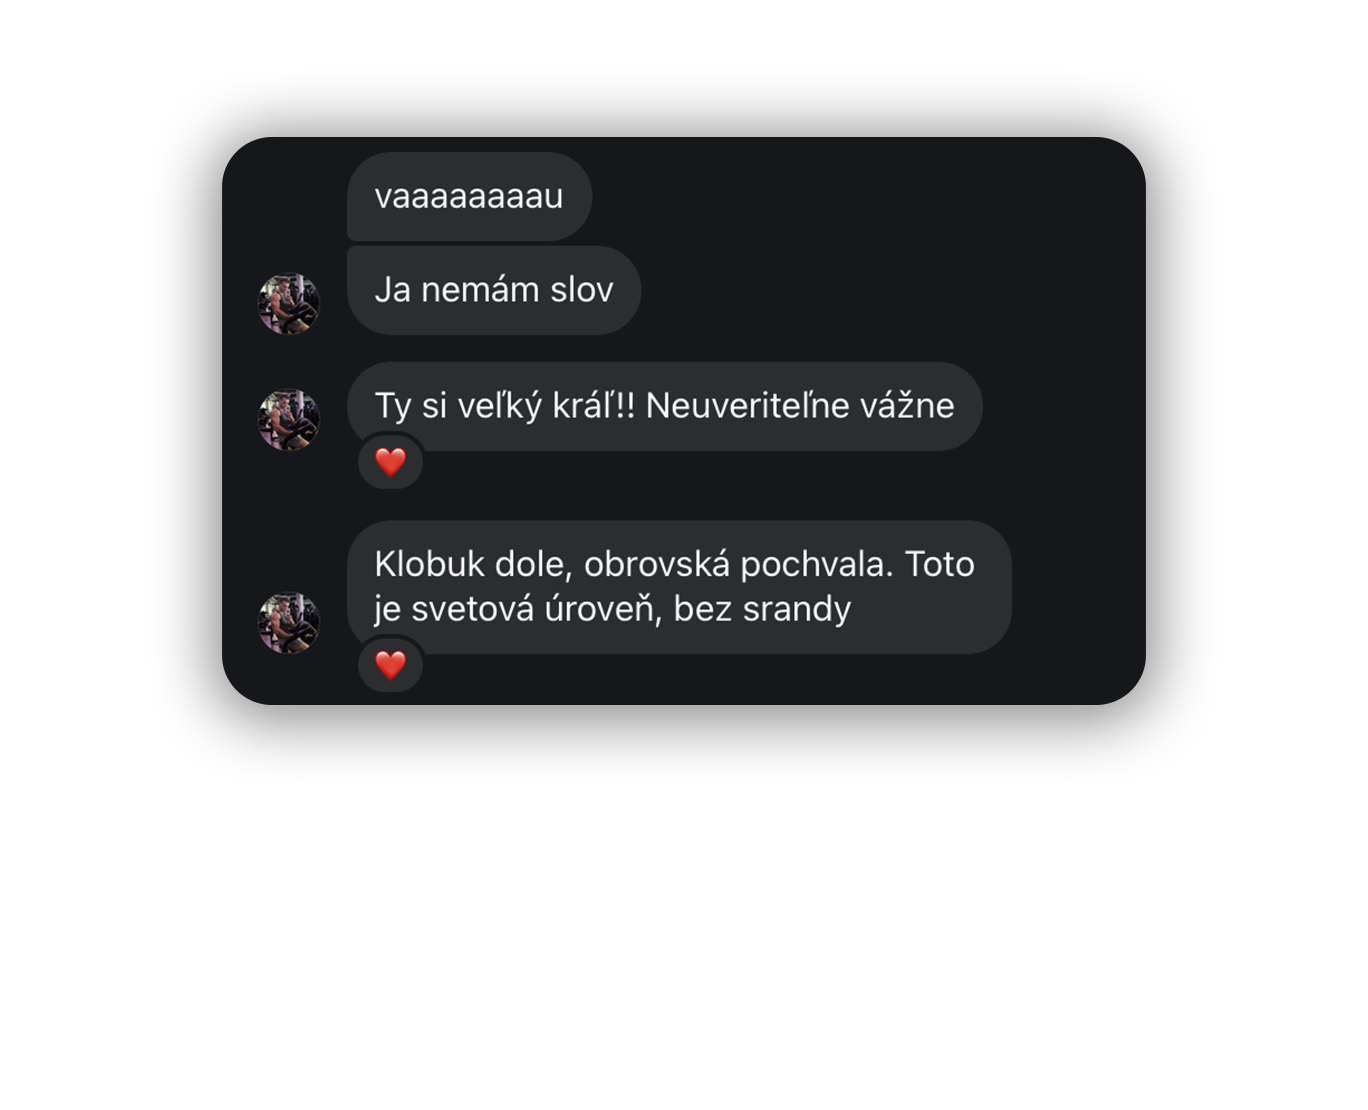 vaaaaaaaau
Ja nemám slov
Ty si veľký kráľ!! Neuveriteľne vážne
Klobuk dole, obrovská pochvala. Toto
je svetová úroveň, bez srandy